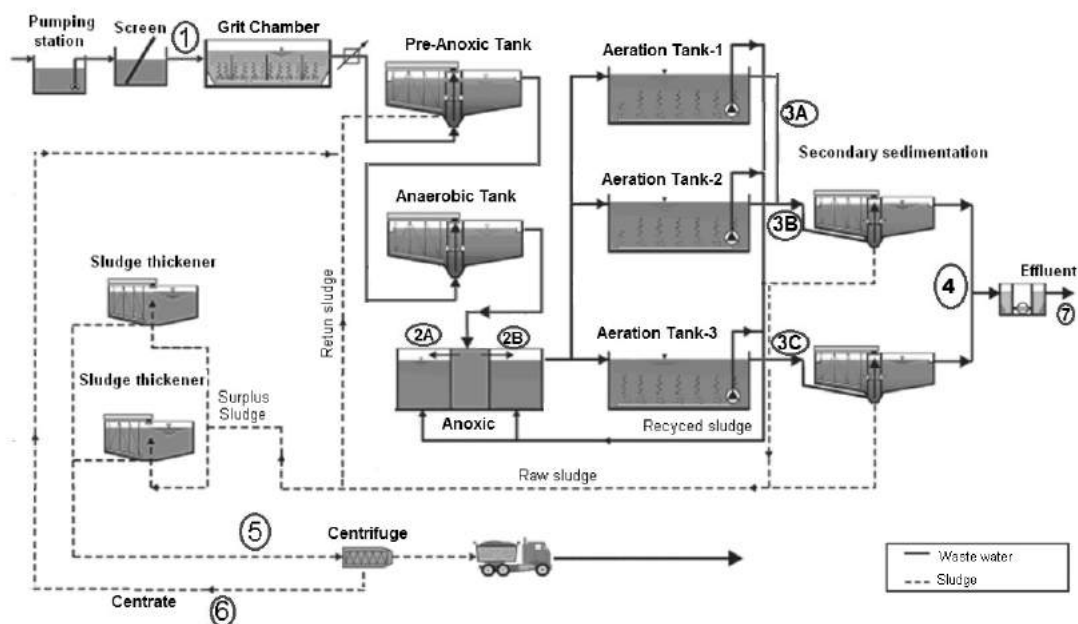 Pumping
station
Screen
1
Grit Chamber
Pre-Anoxic Tank
Aeration Tank-1
3A
Secondary sedimentation
Aeration Tank-2
3B
Anaerobic Tank
Sludge thickener
Retun sludge
4
Effluent
7
2A
2B
Aeration Tank-3
3C
Sludge thickener
Surplus
Sludge
Anoxic
Recyced sludge
Raw sludge
5
Centrifuge
Centrate
6
Waste water
Sludge